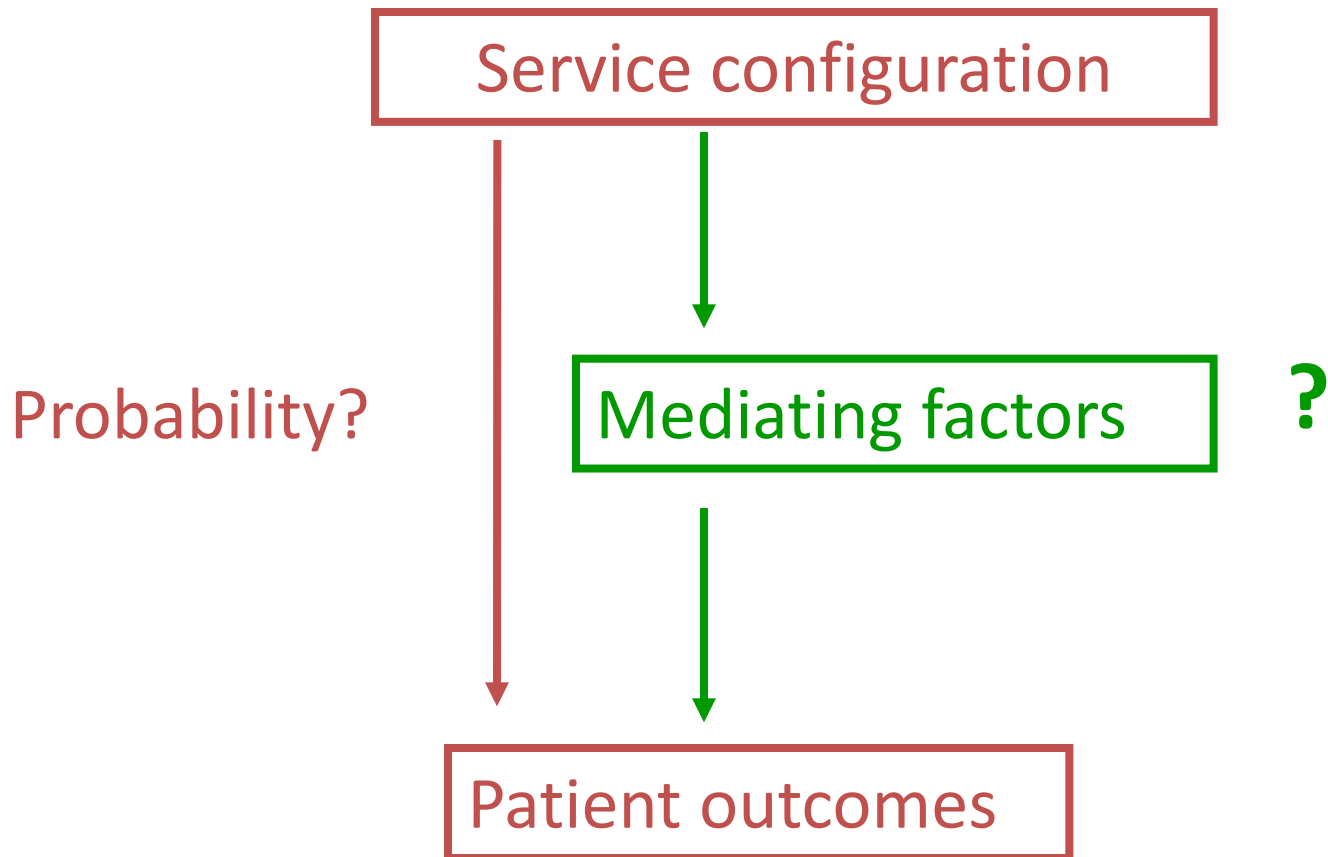 Service configuration
Probability?
Mediating factors
?
Patient outcomes